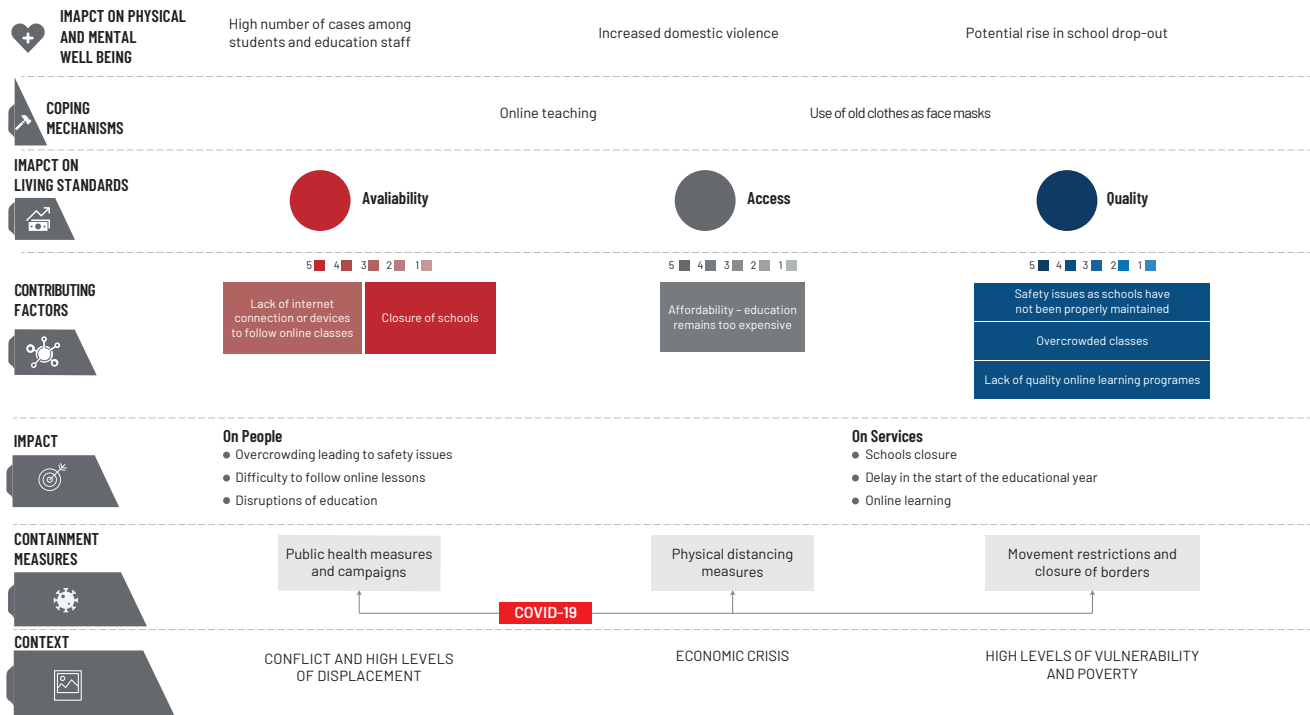 IMAPCT ON PHYSICAL
AND MENTAL
WELL BEING
High number of cases among
students and education staff
Increased domestic violence
Potential rise in school drop-out
COPING
MECHANISMS
Online teaching
Use of old clothes as face masks
IMAPCT ON
LIVING STANDARDS
Avaliability
Access
Quality
5 4 3 2 1
5 4 3 2 1
5 4 3 2 1
CONTRIBUTING
FACTORS
Lack of internet
connection or devices
to follow online classes
Closure of schools
Affordability – education
remains too expensive
Safety issues as schools have
not been properly maintained
Overcrowded classes
Lack of quality online learning programes
IMPACT
On People
Overcrowding leading to safety issues
Difficulty to follow online lessons
Disruptions of education
On Services
Schools closure
Delay in the start of the educational year
Online learning
CONTAINMENT
MEASURES
Public health measures
and campaigns
Physical distancing
measures
Movement restrictions and
closure of borders
COVID-19
CONTEXT
CONFLICT AND HIGH LEVELS
OF DISPLACEMENT
ECONOMIC CRISIS
HIGH LEVELS OF VULNERABILITY
AND POVERTY